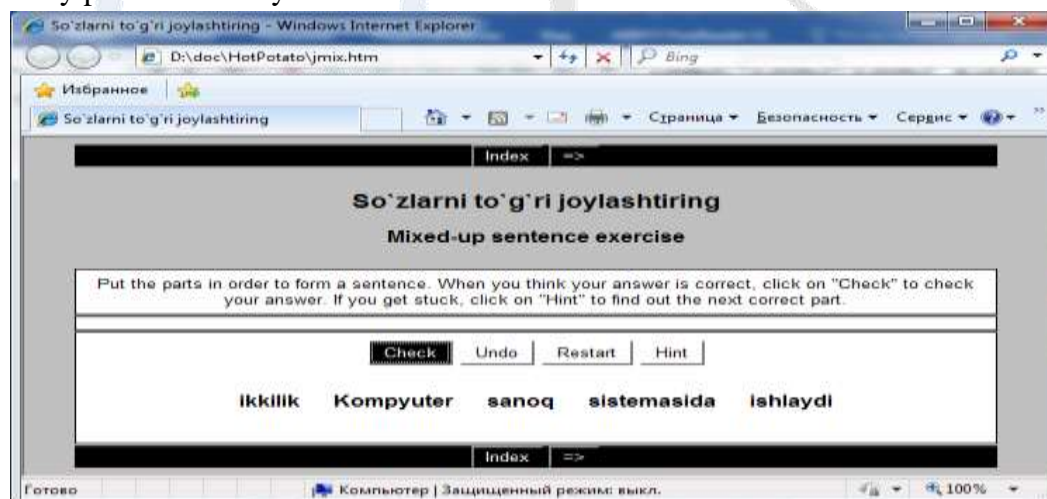 So`zlarni to`g`ri joylashtiring - Windows Internet Explorer
D:\doc\HotPotato\jmix.htm
Bing
Избранное
So`zlarni to`g`ri joylashtiring
Страница
Безопасность
Сервис
Index =>
So`zlarni to`g`ri joylashtiring
Mixed-up sentence exercise
Put the parts in order to form a sentence. When you think your answer is correct, click on "Check" to check
your answer. If you get stuck, click on "Hint" to find out the next correct part.
Check Undo Restart Hint
ikkilik Kompyuter sanoq sistemasida ishlaydi
Index =>
Готово
Компьютер | Защищенный режим: выкл.
100%